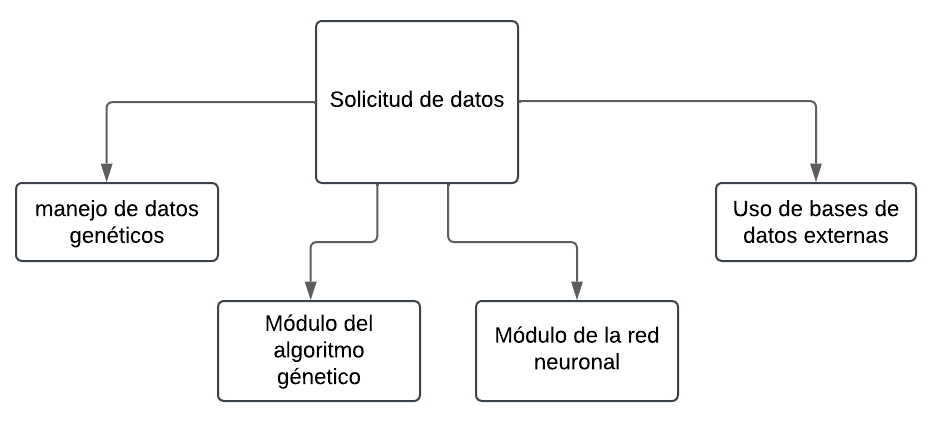 Solicitud de datos
manejo de datos
genéticos
Uso de bases de
datos externas
Módulo del
algoritmo
génetico
Módulo de la red
neuronal